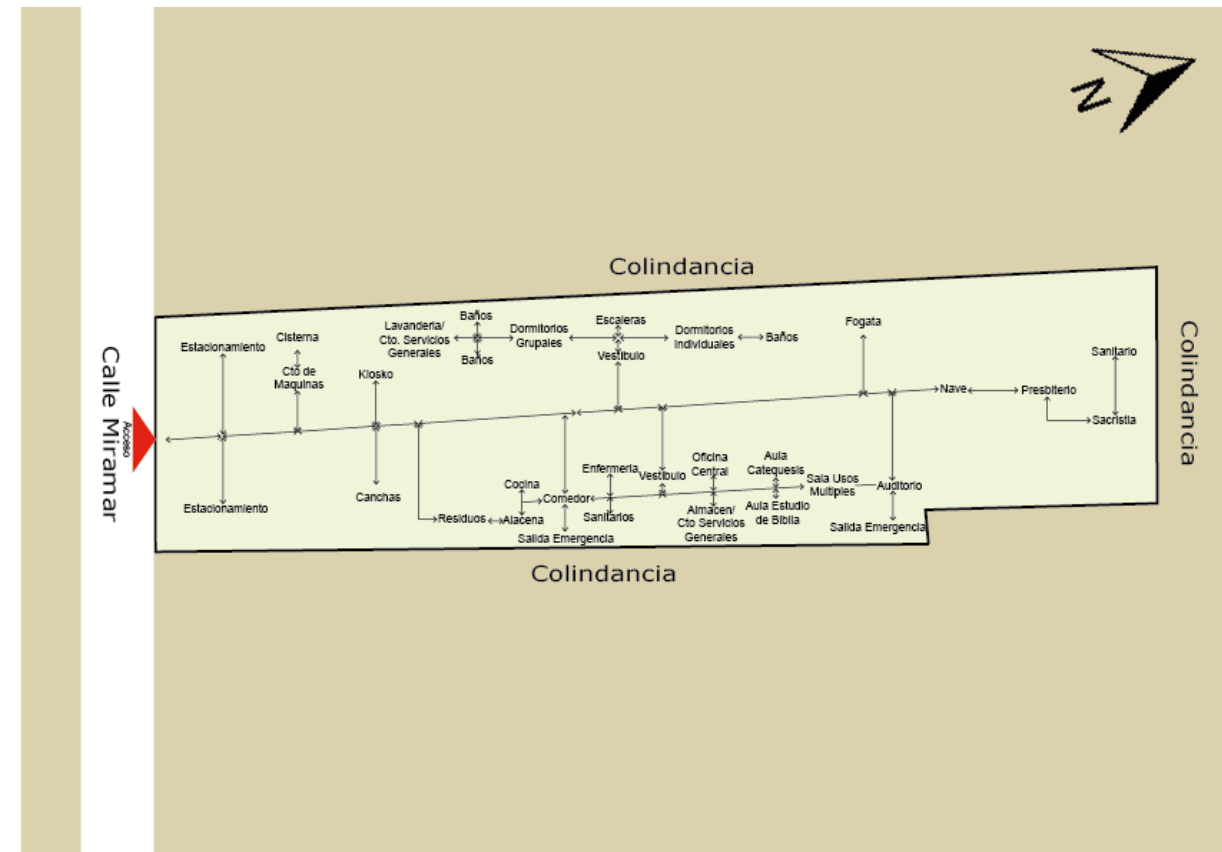 N
Colindancia
Calle Miramar
Acceso
Colindancia
Estacionamiento
Cisterna
Cto de
Maquinas
Kiosko
Lavanderia/
Cto. Servicios
Generales
Baños
Baños
Dormitorios
Grupales
Escaleras
Vestibulo
Dormitorios
Individuales
Baños
Fogata
Sanitario
Nave
Presbiterio
Sacristia
Estacionamiento
Canchas
Residuos
Cocina
Alacena
Comedor
Salida Emergencia
Enfermeria
Sanitarios
Vestibulo
Oficina
Central
Almacen/
Cto Servicios
Generales
Aula
Catequesis
Aula Estudio
de Biblia
Sala Usos
Multiples
Auditorio
Salida Emergencia
Colindancia